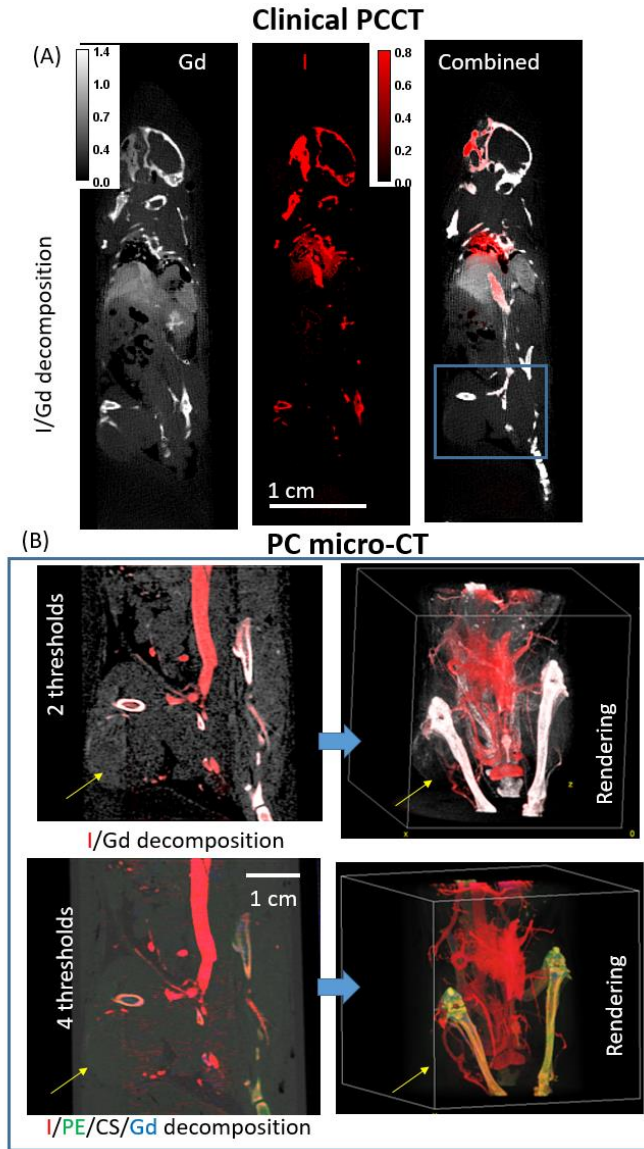 Clinical PCCT
(A)
1.4
1.0
0.7
0.4
0.0
Gd
I
0.8
0.6
0.4
0.2
0.0
Combined
I/Gd decomposition
1 cm
(B)
PC micro-CT
2 thresholds
Rendering
x
z
0
I/Gd decomposition
4 thresholds
1 cm
Rendering
I/PE/CS/Gd decomposition